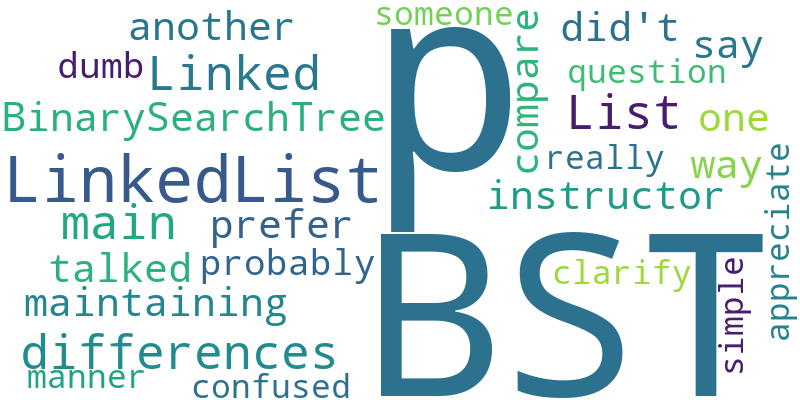 someone
another
did't
say
dumb
Linked
p
compare
question
BinarySearchTree
List
one
LinkedList
really
way
main
prefer
instructor
appreciate
talked
probably
BST
clarify
simple
maintaining
differences
manner
confused